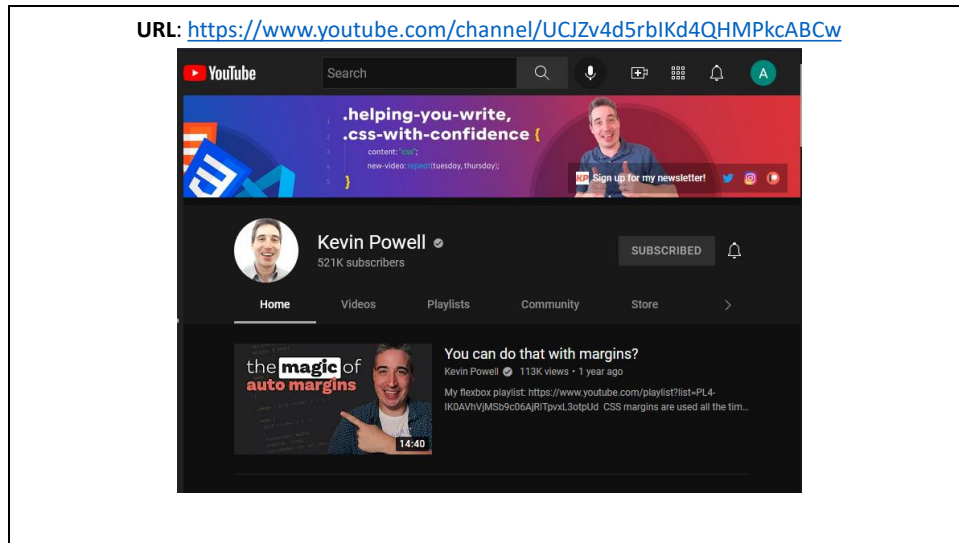 URL: https://www.youtube.com/channel/UCJZv4d5rbIKd4QHMPkcABCw
YouTube
Search
A
.helping-you-write,
.css-with-confidence {
content: "css";
new-video: repeat(tuesday, thursday);
}
KP Sign up for my newsletter!
Kevin Powell
521K subscribers
SUBSCRIBED
Home Videos Playlists Community Store
the magic of
auto margins
14:40
You can do that with margins?
Kevin Powell 113K views • 1 year ago
My flexbox playlist: https://www.youtube.com/playlist?list=PL4-
IK0AVhVjMSb9c06AjRlTpvxL3otpUd CSS margins are used all the tim...